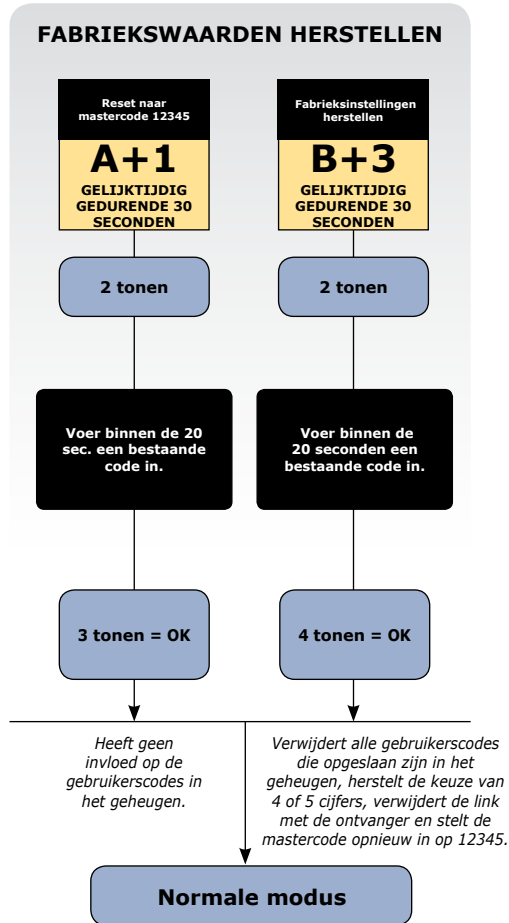 FABRIEKSWAARDEN HERSTELLEN
Reset naar
mastercode 12345
A+1
GELIJKTIJDIG
GEDURENDE 30
SECONDEN
2 tonen
Voer binnen de 20
sec. een bestaande
code in.
3 tonen = OK
Heeft geen
invloed op de
gebruikerscodes in
het geheugen.
Fabrieksinstellingen
herstellen
B+3
GELIJKTIJDIG
GEDURENDE 30
SECONDEN
2 tonen
Voer binnen de
20 seconden een
bestaande code in.
4 tonen = OK
Verwijdert alle gebruikerscodes
die opgeslaan zijn in het
geheugen, herstelt de keuze van
4 of 5 cijfers, verwijdert de link
met de ontvanger en stelt de
mastercode opnieuw in op 12345.
Normale modus